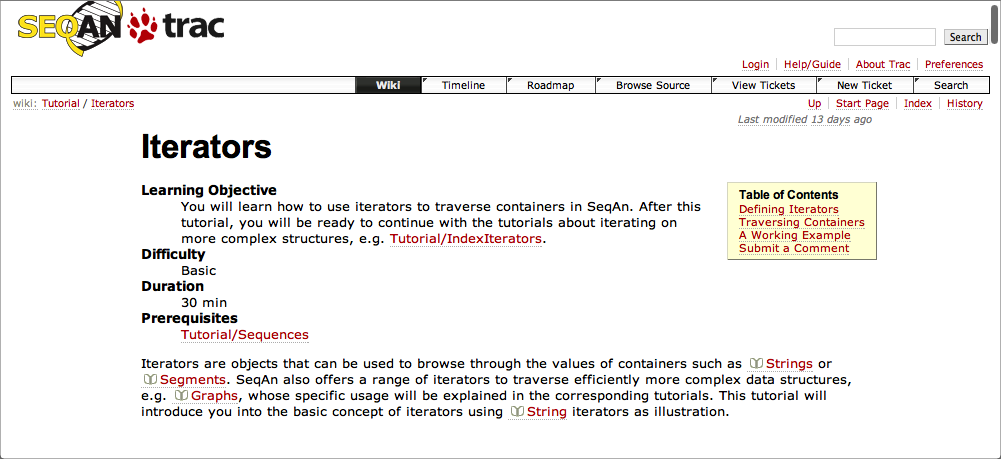 SEQAN trac
Search
Login Help/Guide About Trac Preferences
Wiki Timeline Roadmap Browse Source View Tickets New Ticket Search
wiki: Tutorial / Iterators
Up Start Page Index History
Last modified 13 days ago
Iterators
Learning Objective
You will learn how to use iterators to traverse containers in SeqAn. After this
tutorial, you will be ready to continue with the tutorials about iterating on
more complex structures, e.g. Tutorial/IndexIterators.
Difficulty
Basic
Duration
30 min
Prerequisites
Tutorial/Sequences
Table of Contents
Defining Iterators
Traversing Containers
A Working Example
Submit a Comment
Iterators are objects that can be used to browse through the values of containers such as Strings or
Segments. SeqAn also offers a range of iterators to traverse efficiently more complex data structures,
e.g. Graphs, whose specific usage will be explained in the corresponding tutorials. This tutorial will
introduce you into the basic concept of iterators using String iterators as illustration.